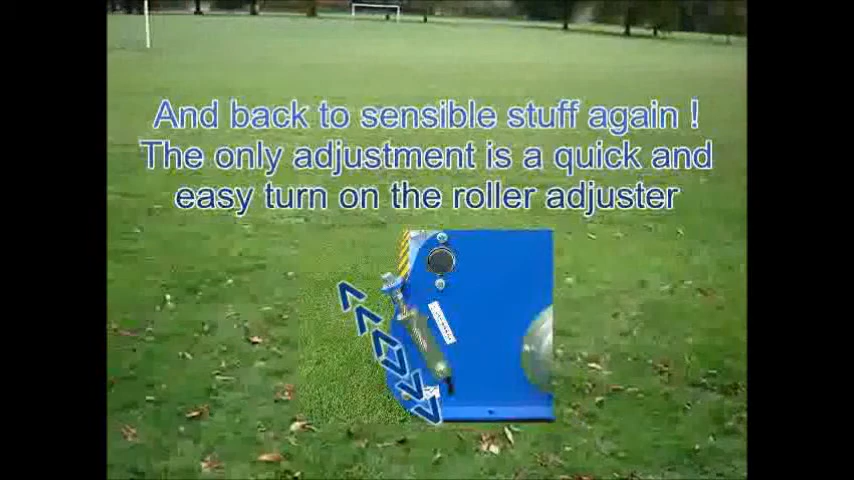 And back to sensible stuff again !
The only adjustment is a quick and
easy turn on the roller adjuster